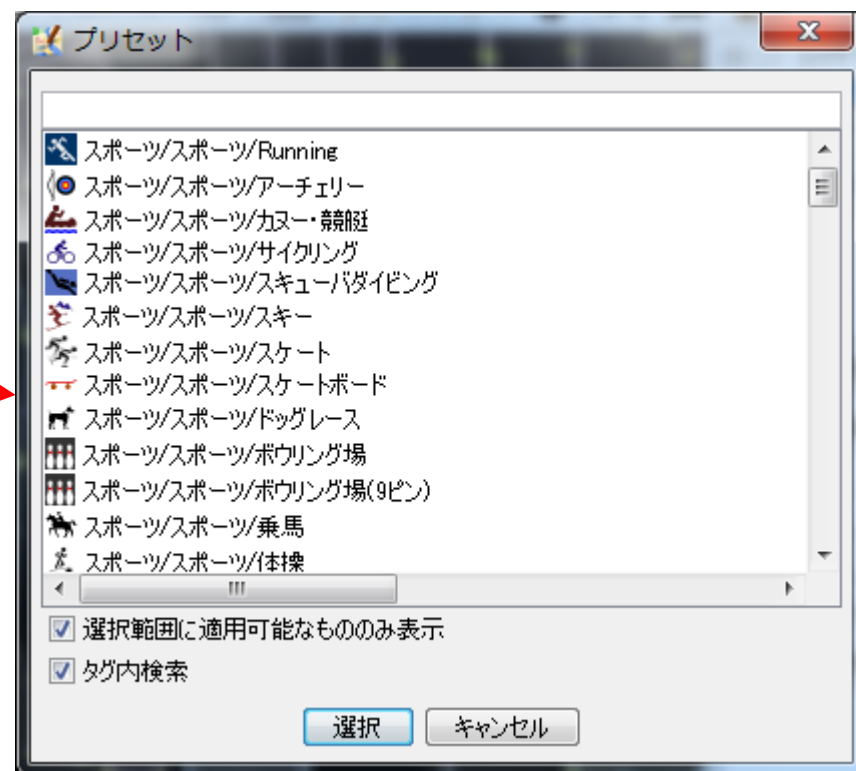 プリセット
スポーツ/スポーツ/Running
スポーツ/スポーツ/アーチェリー
スポーツ/スポーツ/カヌー・競艇
スポーツ/スポーツ/サイクリング
スポーツ/スポーツ/スキューバダイビング
スポーツ/スポーツ/スキー
スポーツ/スポーツ/スケート
スポーツ/スポーツ/スケートボード
スポーツ/スポーツ/ドッグレース
スポーツ/スポーツ/ボウリング場
スポーツ/スポーツ/ボウリング場(9ピン)
スポーツ/スポーツ/乗馬
スポーツ/スポーツ/体操
選択範囲に適用可能なもののみ表示
タグ内検索
選択 キャンセル